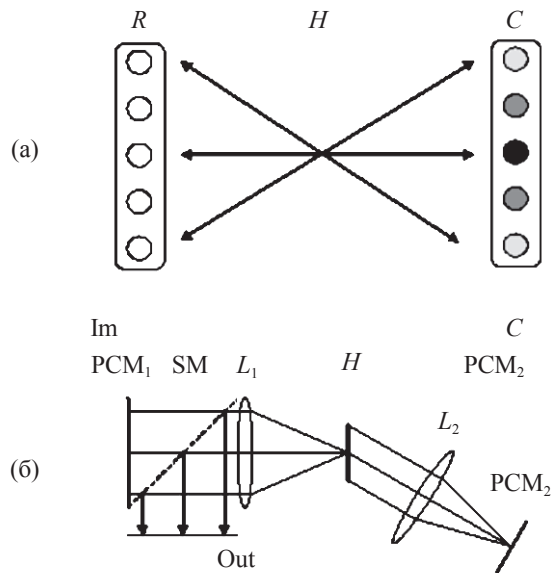 R H C
(а)
Im C
PCM₁ SM L₁ H PCM₂
L₂
(б)
PCM₂
Out